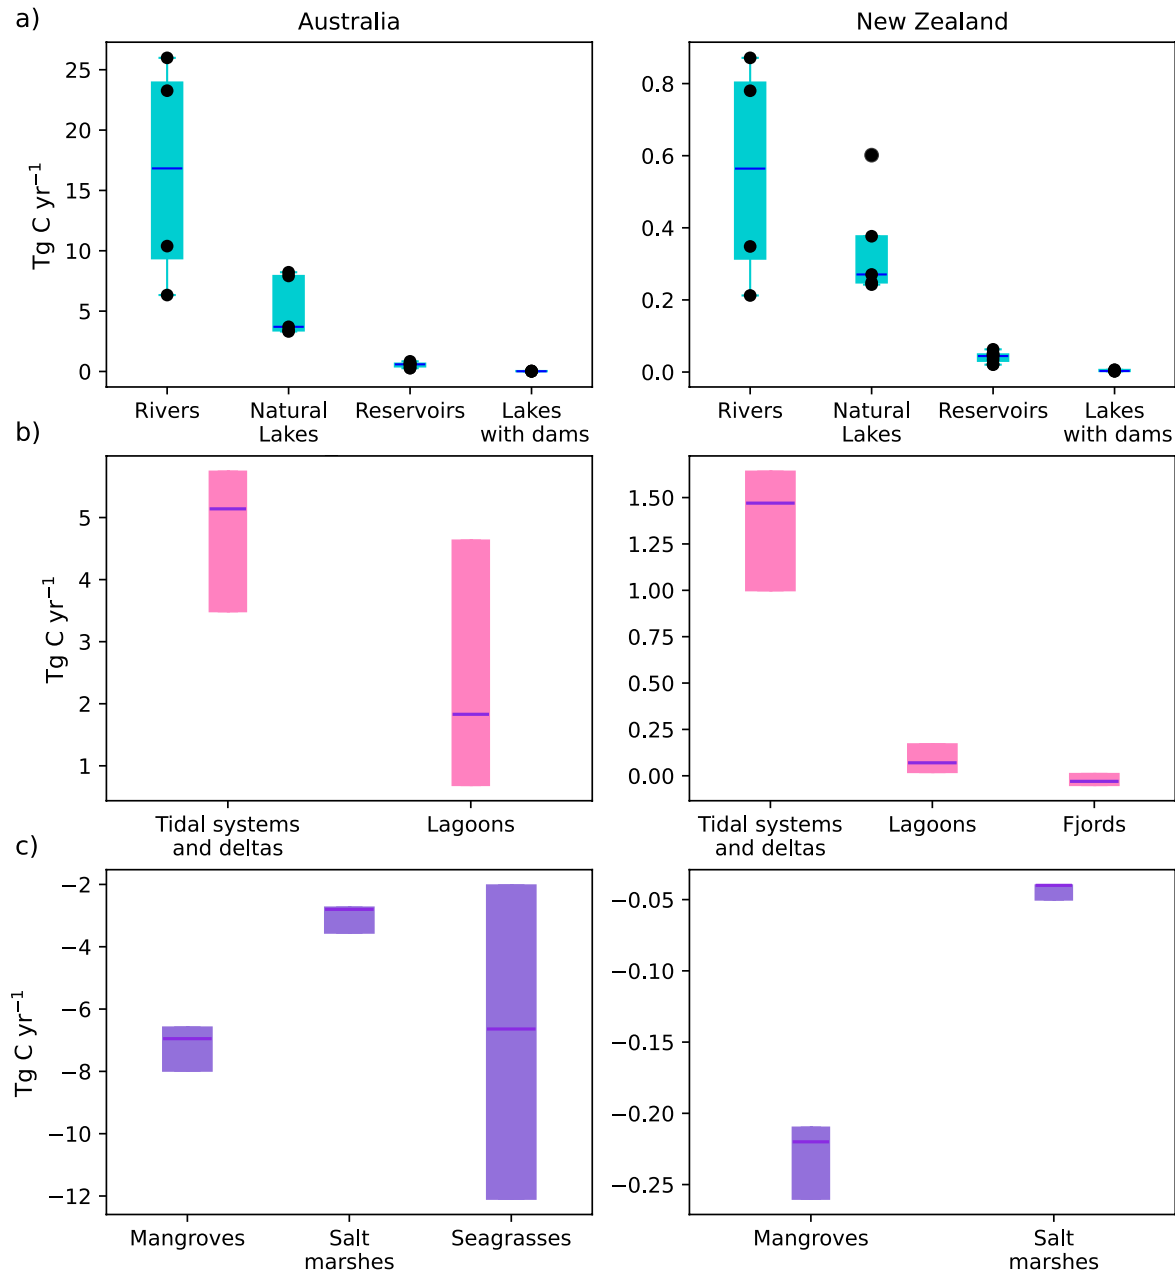 a)
Australia
New Zealand
Tg C yr⁻¹
25
20
15
10
5
0
Rivers
Natural
Lakes
Reservoirs
Lakes
with dams
0.8
0.6
0.4
0.2
0.0
Rivers
Natural
Lakes
Reservoirs
Lakes
with dams
b)
Tg C yr⁻¹
5
4
3
2
1
Tidal systems
and deltas
Lagoons
1.50
1.25
1.00
0.75
0.50
0.25
0.00
Tidal systems
and deltas
Lagoons
Fjords
c)
Tg C yr⁻¹
−2
−4
−6
−8
−10
−12
Mangroves
Salt
marshes
Seagrasses
−0.05
−0.10
−0.15
−0.20
−0.25
Mangroves
Salt
marshes